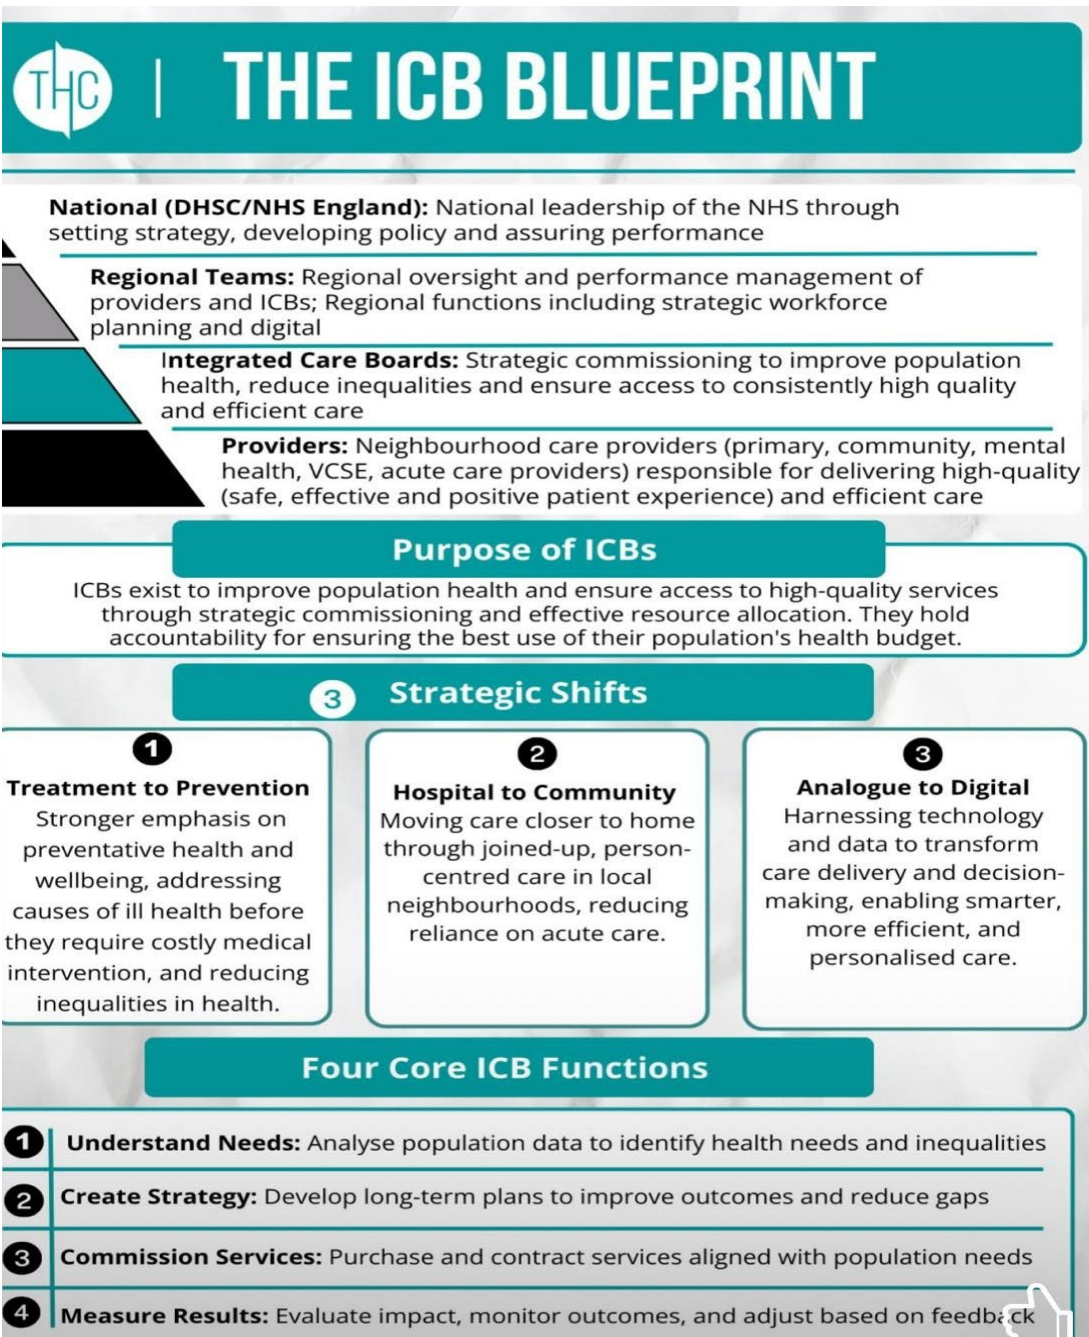 THC | THE ICB BLUEPRINT
National (DHSC/NHS England): National leadership of the NHS through
setting strategy, developing policy and assuring performance
Regional Teams: Regional oversight and performance management of
providers and ICBs; Regional functions including strategic workforce
planning and digital
Integrated Care Boards: Strategic commissioning to improve population
health, reduce inequalities and ensure access to consistently high quality
and efficient care
Providers: Neighbourhood care providers (primary, community, mental
health, VCSE, acute care providers) responsible for delivering high-quality
(safe, effective and positive patient experience) and efficient care
Purpose of ICBs
ICBs exist to improve population health and ensure access to high-quality services
through strategic commissioning and effective resource allocation. They hold
accountability for ensuring the best use of their population's health budget.
3 Strategic Shifts
1
Treatment to Prevention
Stronger emphasis on
preventative health and
wellbeing, addressing
causes of ill health before
they require costly medical
intervention, and reducing
inequalities in health.
2
Hospital to Community
Moving care closer to home
through joined-up, person-
centred care in local
neighbourhoods, reducing
reliance on acute care.
3
Analogue to Digital
Harnessing technology
and data to transform
care delivery and decision-
making, enabling smarter,
more efficient, and
personalised care.
Four Core ICB Functions
1 Understand Needs: Analyse population data to identify health needs and inequalities
2 Create Strategy: Develop long-term plans to improve outcomes and reduce gaps
3 Commission Services: Purchase and contract services aligned with population needs
4 Measure Results: Evaluate impact, monitor outcomes, and adjust based on feedback